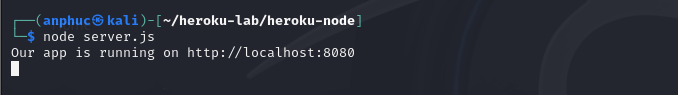 ┌──(anphuc㉿kali)-[~/heroku-lab/heroku-node]
└─$ node server.js
Our app is running on http://localhost:8080